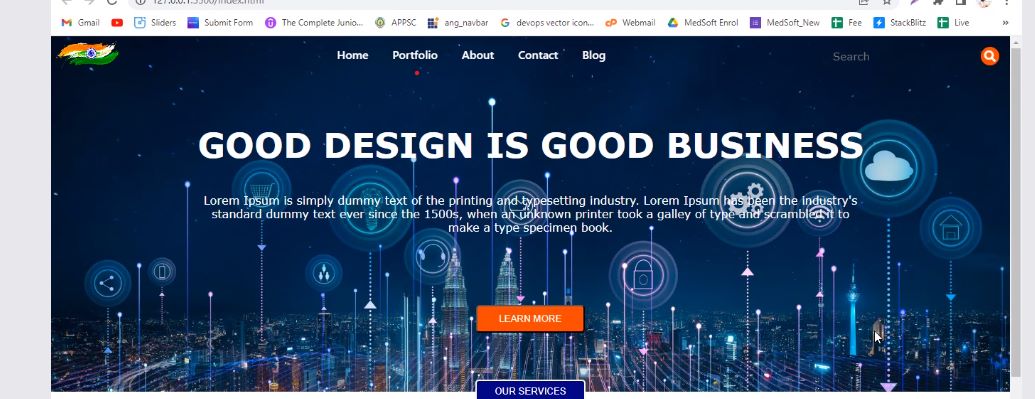 127.0.0.1:5500/index.html
Gmail
Sliders
Submit Form
The Complete Junio...
APPSC
ang_navbar
devops vector icon...
Webmail
MedSoft Enrol
MedSoft_New
Fee
StackBlitz
Live
»
Home Portfolio About Contact Blog
Search
GOOD DESIGN IS GOOD BUSINESS
Lorem Ipsum is simply dummy text of the printing and typesetting industry. Lorem Ipsum has been the industry's
standard dummy text ever since the 1500s, when an unknown printer took a galley of type and scrambled it to
make a type specimen book.
LEARN MORE
OUR SERVICES